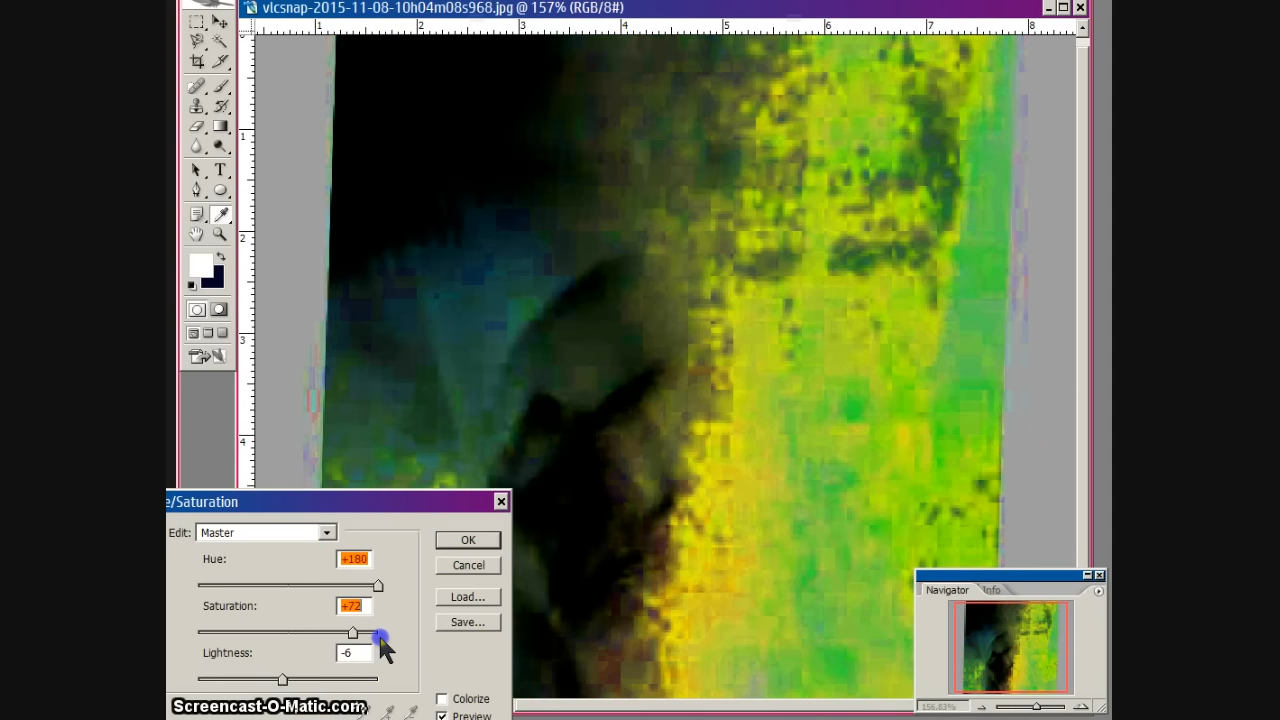 vlcsnap-2015-11-08-10h04m08s968.jpg @ 157% (RGB/8#)
1 2 3 4 5 6 7 8
1
2
3
4
T
e/Saturation
Edit: Master
OK
Hue: +180
Cancel
Saturation: +72
Load...
Save...
Lightness: -6
Colorize
Preview
Navigator Info
156.83%
Screencast-O-Matic.com